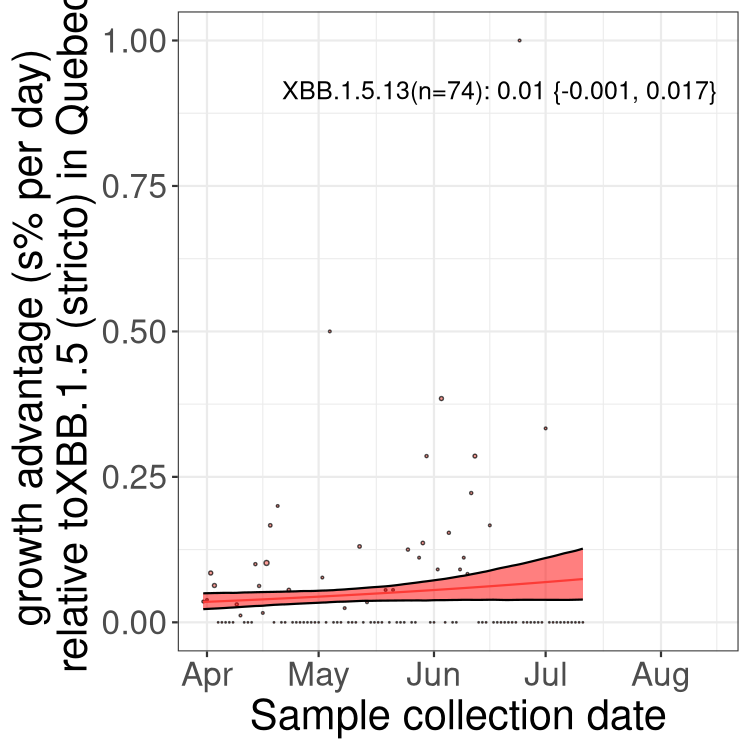 1.00
XBB.1.5.13(n=74): 0.01 {-0.001, 0.017}
0.75
0.50
0.25
0.00
growth advantage (s% per day)
relative toXBB.1.5 (stricto) in Quebec
Apr May Jun Jul Aug
Sample collection date